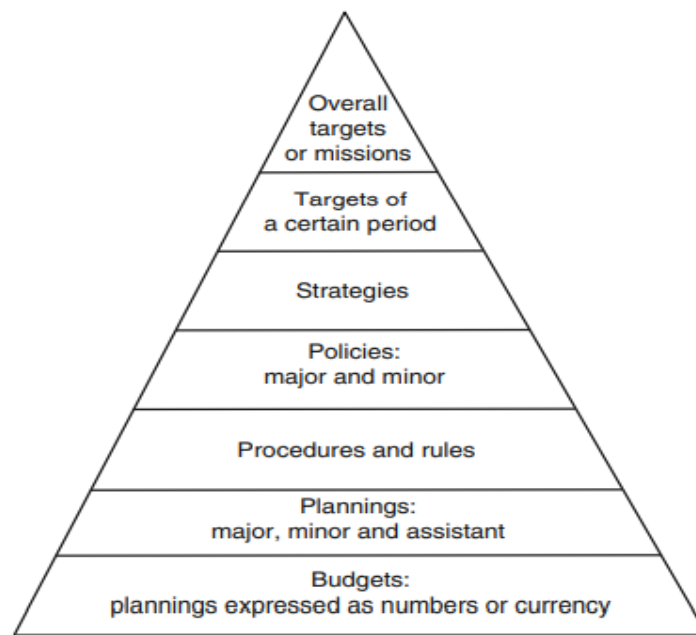 Overall
targets
or missions
Targets of
a certain period
Strategies
Policies:
major and minor
Procedures and rules
Plannings:
major, minor and assistant
Budgets:
plannings expressed as numbers or currency